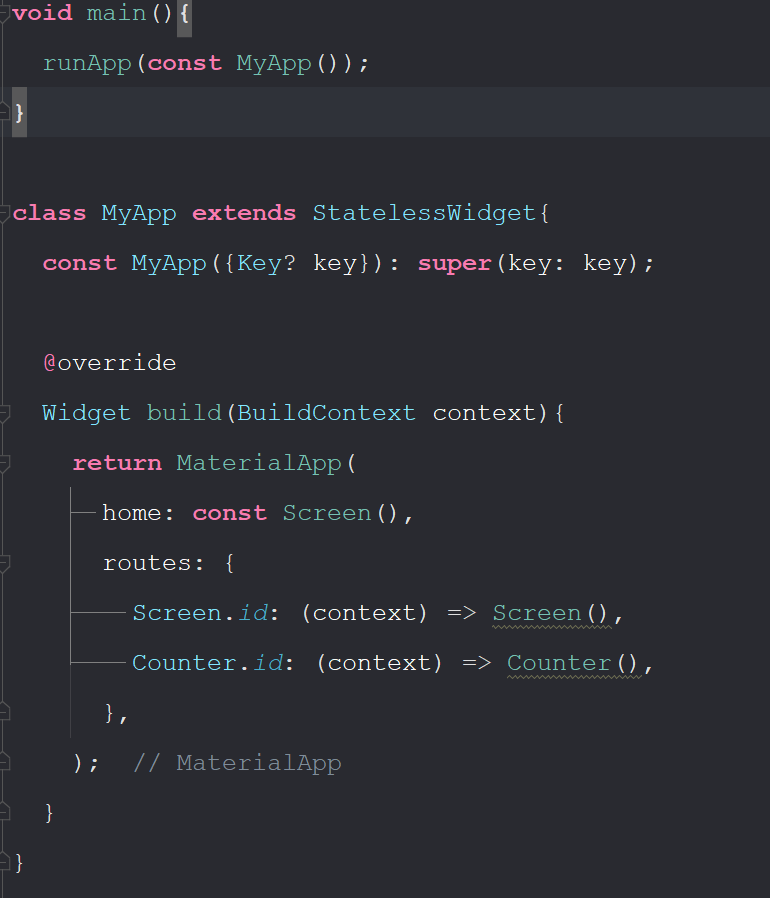 void main(){
runApp(const MyApp());
}
class MyApp extends StatelessWidget{
const MyApp({Key? key}): super(key: key);
@override
Widget build(BuildContext context){
return MaterialApp(
home: const Screen(),
routes: {
Screen.id: (context) => Screen(),
Counter.id: (context) => Counter(),
},
); // MaterialApp
}
}